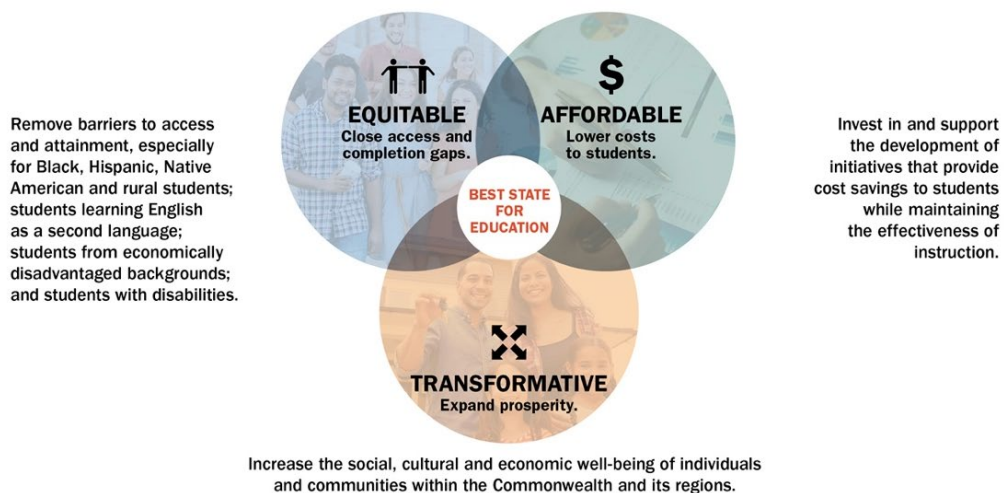 EQUITABLE
Close access and
completion gaps.
$
AFFORDABLE
Lower costs
to students.
Remove barriers to access
and attainment, especially
for Black, Hispanic, Native
American and rural students;
students learning English
as a second language;
students from economically
disadvantaged backgrounds;
and students with disabilities.
BEST STATE
FOR
EDUCATION
Invest in and support
the development of
initiatives that provide
cost savings to students
while maintaining
the effectiveness of
instruction.
TRANSFORMATIVE
Expand prosperity.
Increase the social, cultural and economic well-being of individuals
and communities within the Commonwealth and its regions.